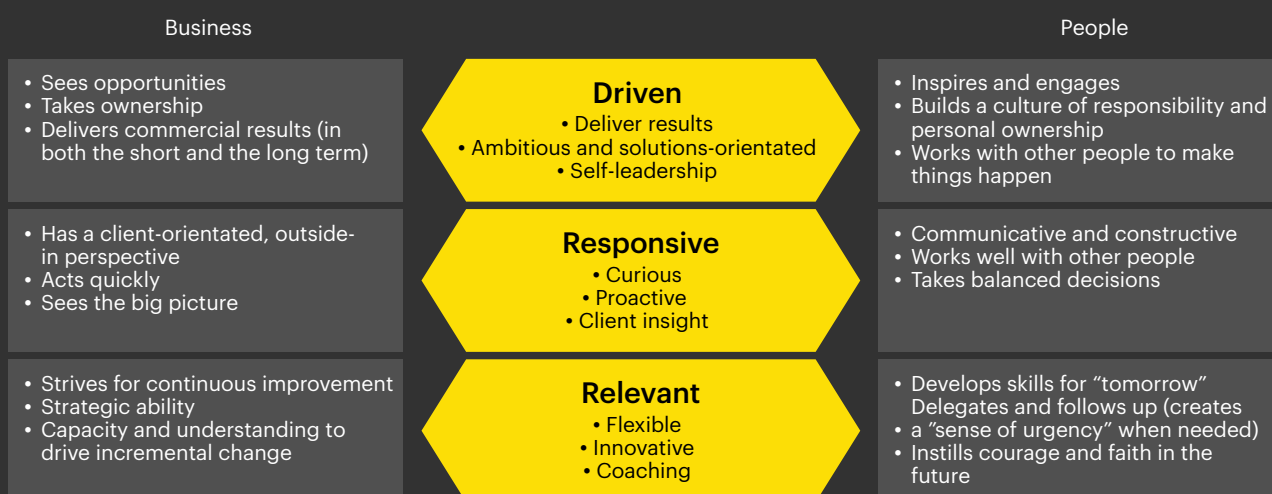 Business
People
• Sees opportunities
• Takes ownership
• Delivers commercial results (in
both the short and the long term)
Driven
• Deliver results
• Ambitious and solutions-orientated
• Self-leadership
• Inspires and engages
• Builds a culture of responsibility and
personal ownership
• Works with other people to make
things happen
• Has a client-orientated, outside-
in perspective
• Acts quickly
• Sees the big picture
Responsive
• Curious
• Proactive
• Client insight
• Communicative and constructive
• Works well with other people
• Takes balanced decisions
• Strives for continuous improvement
• Strategic ability
• Capacity and understanding to
drive incremental change
Relevant
• Flexible
• Innovative
• Coaching
• Develops skills for “tomorrow”
Delegates and follows up (creates
• a ”sense of urgency” when needed)
• Instills courage and faith in the
future